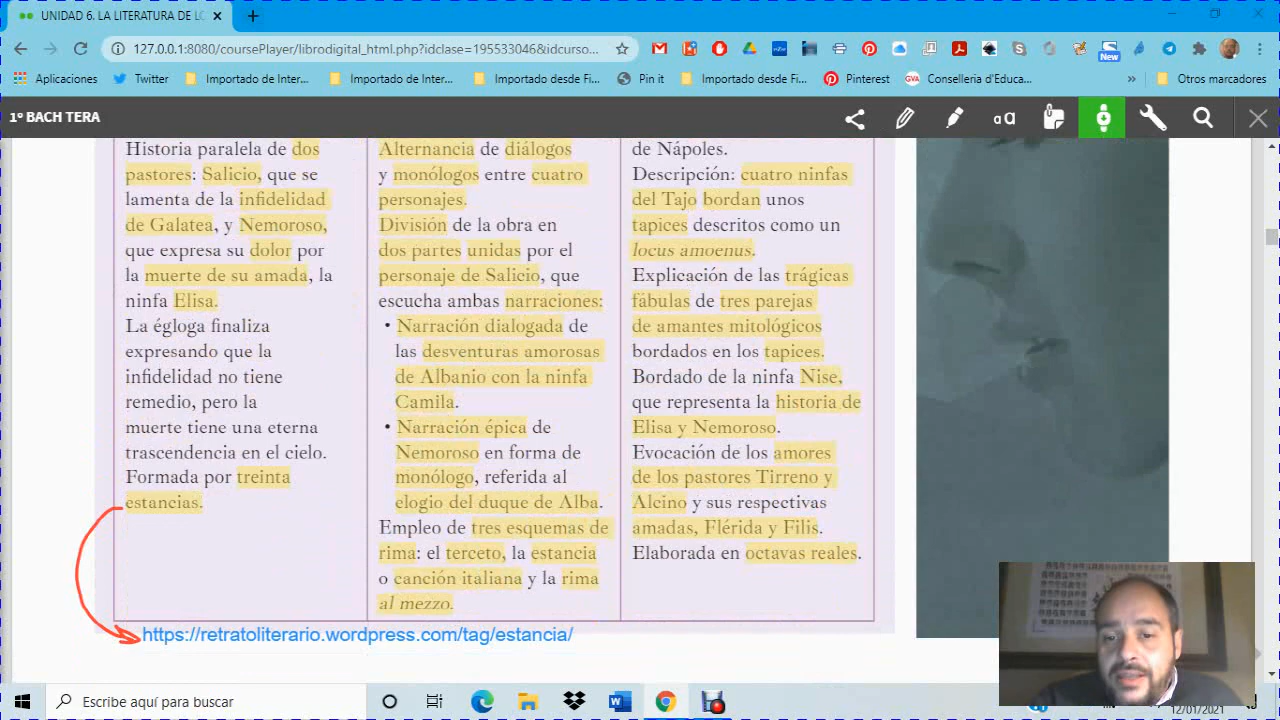 UNIDAD 6. LA LITERATURA DE LO
127.0.0.1:8080/coursePlayer/librodigital_html.php?idclase=195533046&idcurso...
New
Aplicaciones
Twitter
Importado de Inter...
Importado de Inter...
Importado desde Fi...
Pin it
Importado desde Fi...
Pinterest
GVA
Conselleria d'Educa...
»
Otros marcadores
1º BACH TERA
aa
Historia paralela de dos
pastores: Salicio, que se
lamenta de la infidelidad
de Galatea, y Nemoroso,
que expresa su dolor por
la muerte de su amada, la
ninfa Elisa.
La égloga finaliza
expresando que la
infidelidad no tiene
remedio, pero la
muerte tiene una eterna
trascendencia en el cielo.
Formada por treinta
estancias.
Alternancia de diálogos
y monólogos entre cuatro
personajes.
División de la obra en
dos partes unidas por el
personaje de Salicio, que
escucha ambas narraciones:
• Narración dialogada de
las desventuras amorosas
de Albanio con la ninfa
Camila.
• Narración épica de
Nemoroso en forma de
monólogo, referida al
elogio del duque de Alba.
Empleo de tres esquemas de
rima: el terceto, la estancia
o canción italiana y la rima
al mezzo.
de Nápoles.
Descripción: cuatro ninfas
del Tajo bordan unos
tapices descritos como un
locus amoenus.
Explicación de las trágicas
fábulas de tres parejas
de amantes mitológicos
bordados en los tapices.
Bordado de la ninfa Nise,
que representa la historia de
Elisa y Nemoroso.
Evocación de los amores
de los pastores Tirreno y
Alcino y sus respectivas
amadas, Flérida y Filis.
Elaborada en octavas reales.
https://retratoliterario.wordpress.com/tag/estancia/
Escribe aquí para buscar
12/01/2021